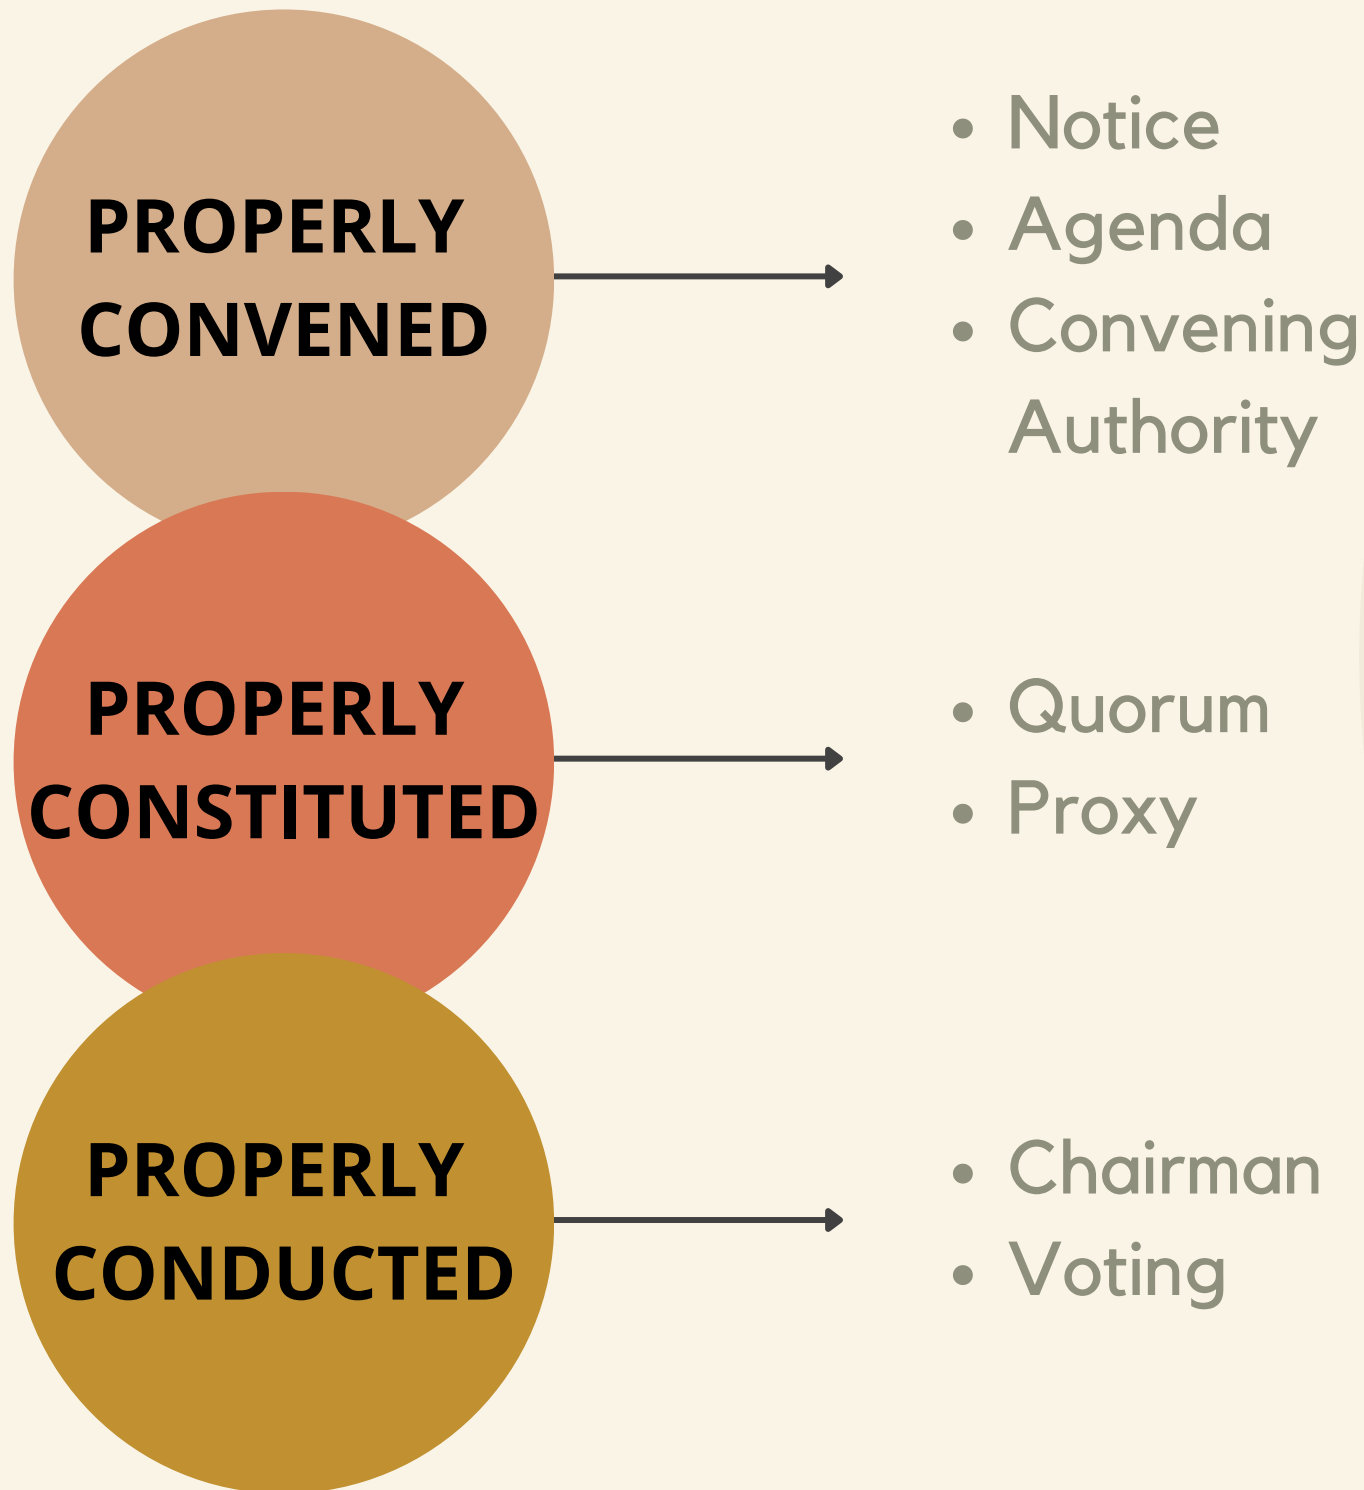 PROPERLY
CONVENED
• Notice
• Agenda
• Convening
Authority
PROPERLY
CONSTITUTED
• Quorum
• Proxy
PROPERLY
CONDUCTED
• Chairman
• Voting